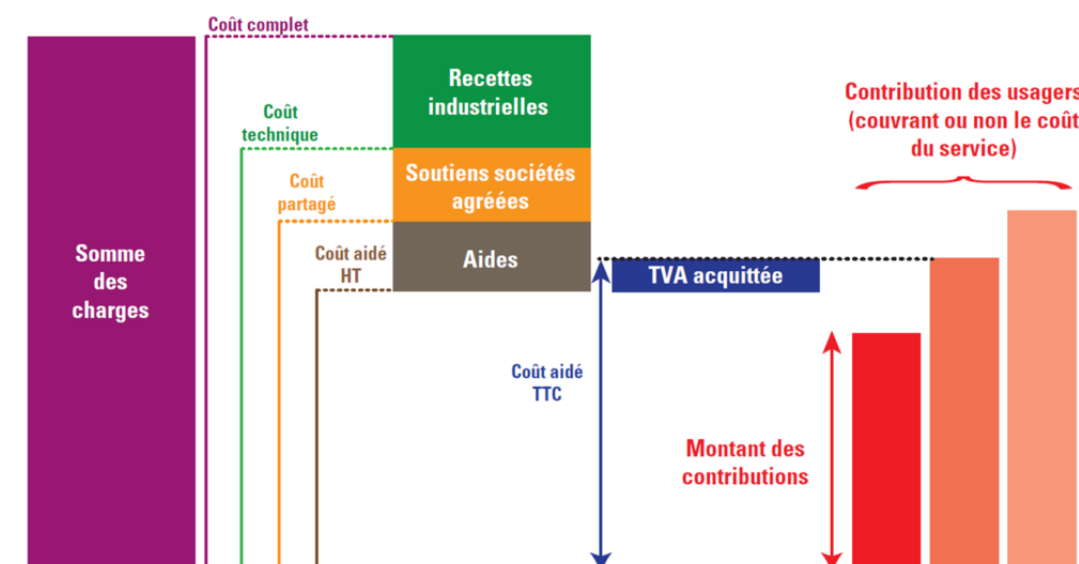 Coût complet
Recettes
industrielles
Coût
technique
Contribution des usagers
(couvrant ou non le coût
du service)
Soutiens sociétés
agréées
Coût
partagé
Somme
des
charges
Coût aidé
HT
Aides
TVA acquittée
Coût aidé
TTC
Montant des
contributions